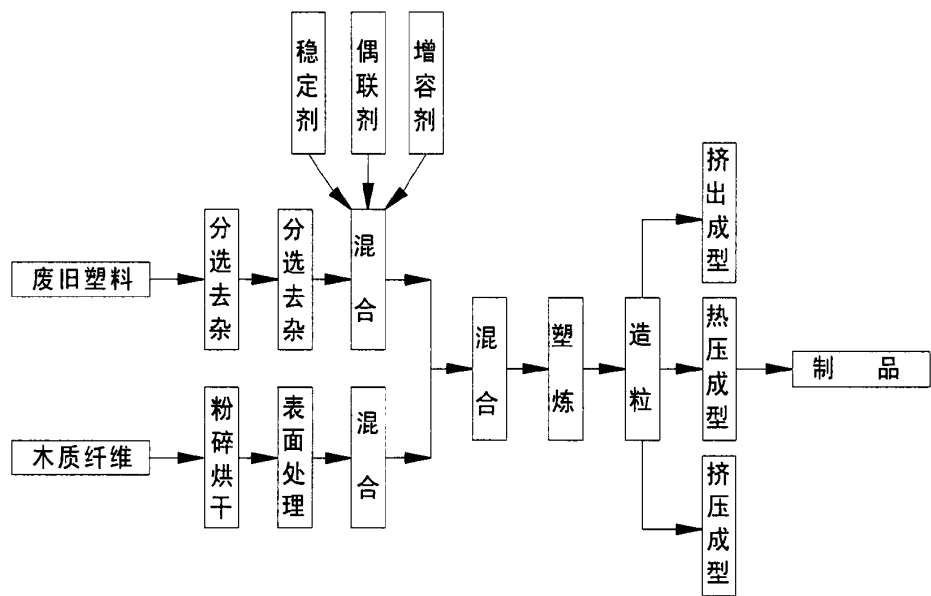 稳定剂
偶联剂
增容剂
废旧塑料
分选去杂
分选去杂
混合
木质纤维
粉碎烘干
表面处理
混合
混合
塑炼
造粒
挤出成型
热压成型
挤压成型
制 品